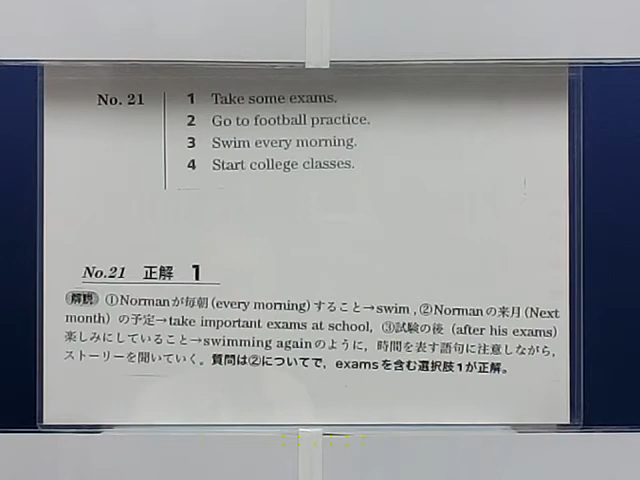 No. 21
1 Take some exams.
2 Go to football practice.
3 Swim every morning.
4 Start college classes.
No.21 正解 1
解説 ①Normanが毎朝(every morning)すること→swim,②Normanの来月(Next
month)の予定→take important exams at school, ③試験の後(after his exams)
楽しみにしていること→swimming againのように,時間を表す語句に注意しながら,
ストーリーを聞いていく。質問は②についてで,examsを含む選択肢1が正解。